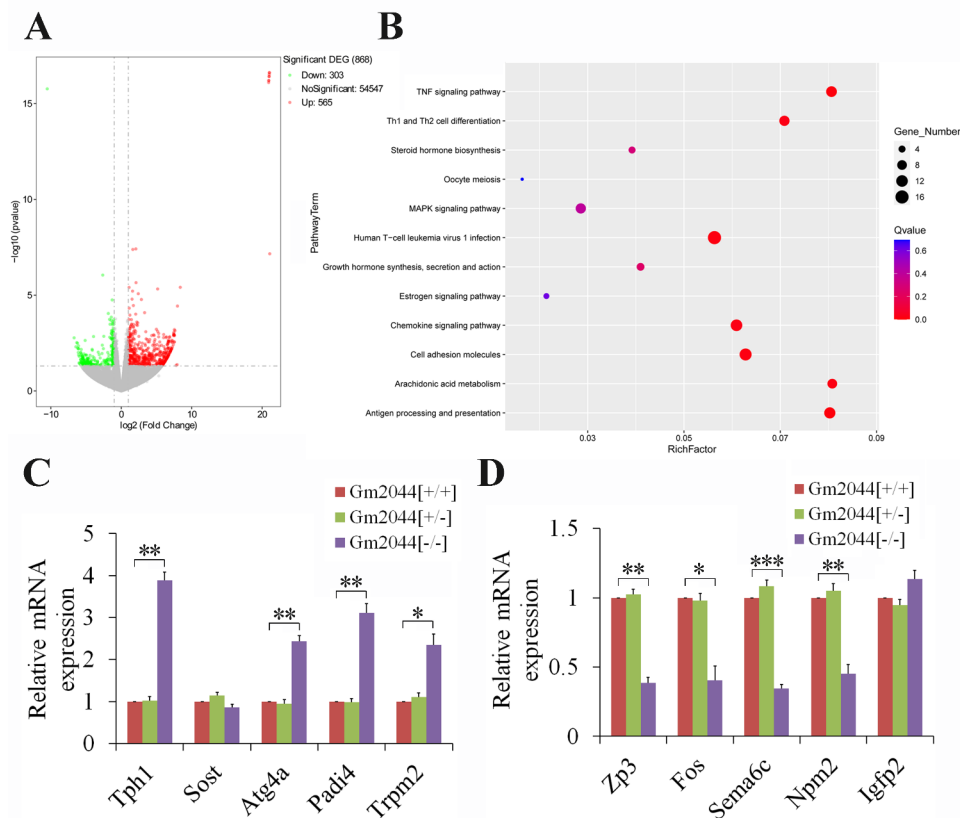 A
Significant DEG (868)
Down: 303
NoSignificant: 54547
Up: 565
15
10
5
0
−log10 (pvalue)
−10
0
10
20
log2 (Fold Change)
B
PathwayTerm
TNF signaling pathway
Th1 and Th2 cell differentiation
Steroid hormone biosynthesis
Oocyte meiosis
MAPK signaling pathway
Human T−cell leukemia virus 1 infection
Growth hormone synthesis, secretion and action
Estrogen signaling pathway
Chemokine signaling pathway
Cell adhesion molecules
Arachidonic acid metabolism
Antigen processing and presentation
0.03
0.05
0.07
0.09
RichFactor
Gene_Number
4
8
12
16
Qvalue
0.6
0.4
0.2
0.0
C
Gm2044[+/+]
Gm2044[+/-]
Gm2044[-/-]
Relative mRNA
expression
5
4
3
2
1
0
**
**
**
*
Tph1
Sost
Atg4a
Padi4
Trpm2
D
Gm2044[+/+]
Gm2044[+/-]
Gm2044[-/-]
Relative mRNA
expression
1.5
1
0.5
0
**
*
***
**
Zp3
Fos
Sema6c
Npm2
Igfp2